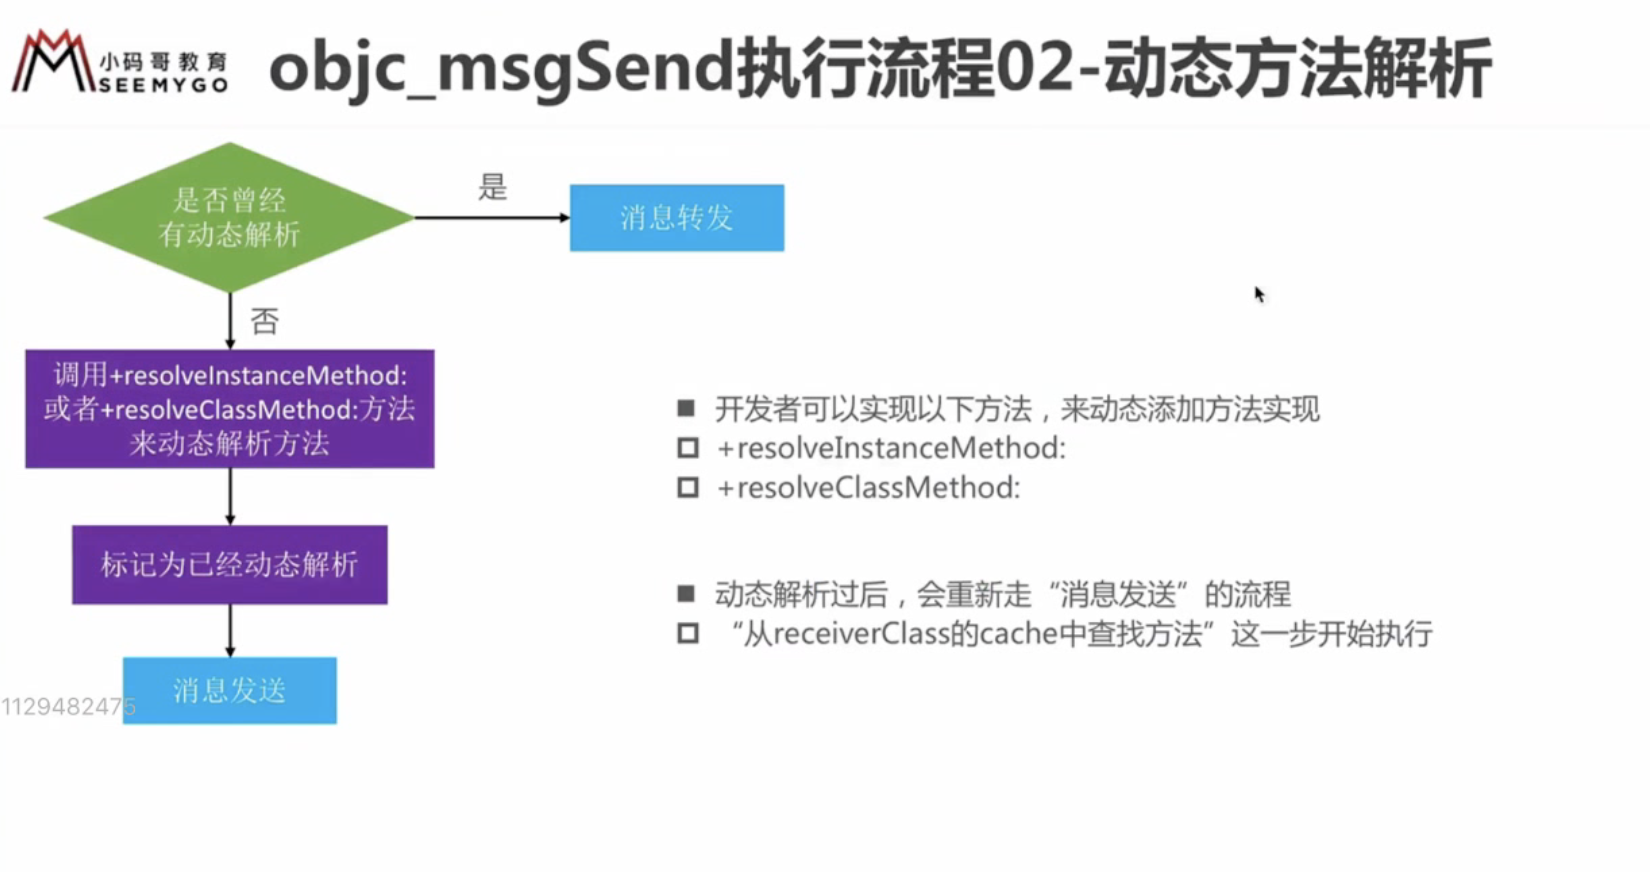 小码哥教育
SEEMYGO
objc_msgSend执行流程02-动态方法解析
是否曾经
有动态解析
是
消息转发
否
调用+resolveInstanceMethod:
或者+resolveClassMethod:方法
来动态解析方法
标记为已经动态解析
消息发送
1129482475
■ 开发者可以实现以下方法，来动态添加方法实现
+resolveInstanceMethod:
+resolveClassMethod:
■ 动态解析过后，会重新走“消息发送”的流程
“从receiverClass的cache中查找方法”这一步开始执行